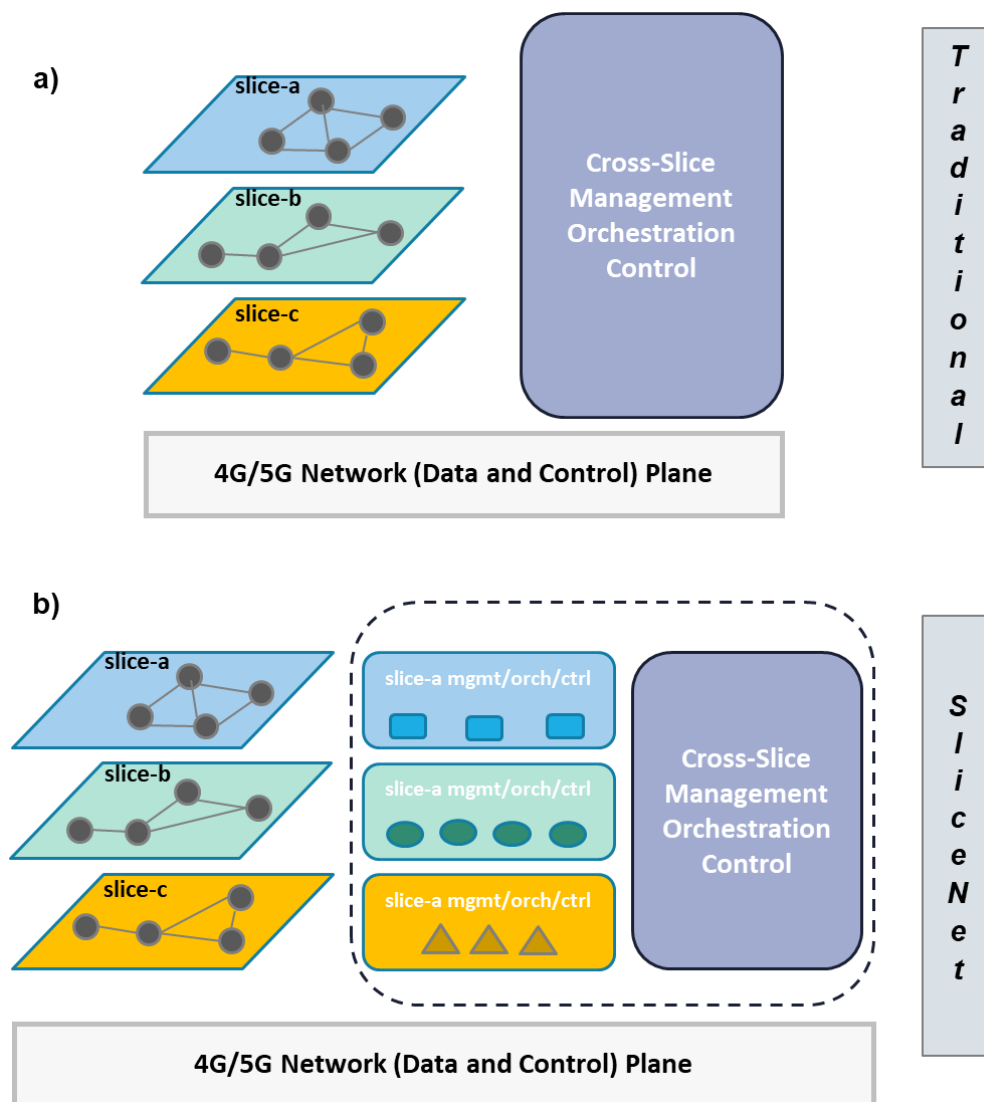 a)
slice-a
slice-b
slice-c
Cross-Slice
Management
Orchestration
Control
4G/5G Network (Data and Control) Plane
Traditional
b)
slice-a
slice-b
slice-c
slice-a mgmt/orch/ctrl
slice-a mgmt/orch/ctrl
slice-a mgmt/orch/ctrl
Cross-Slice
Management
Orchestration
Control
4G/5G Network (Data and Control) Plane
SliceNet